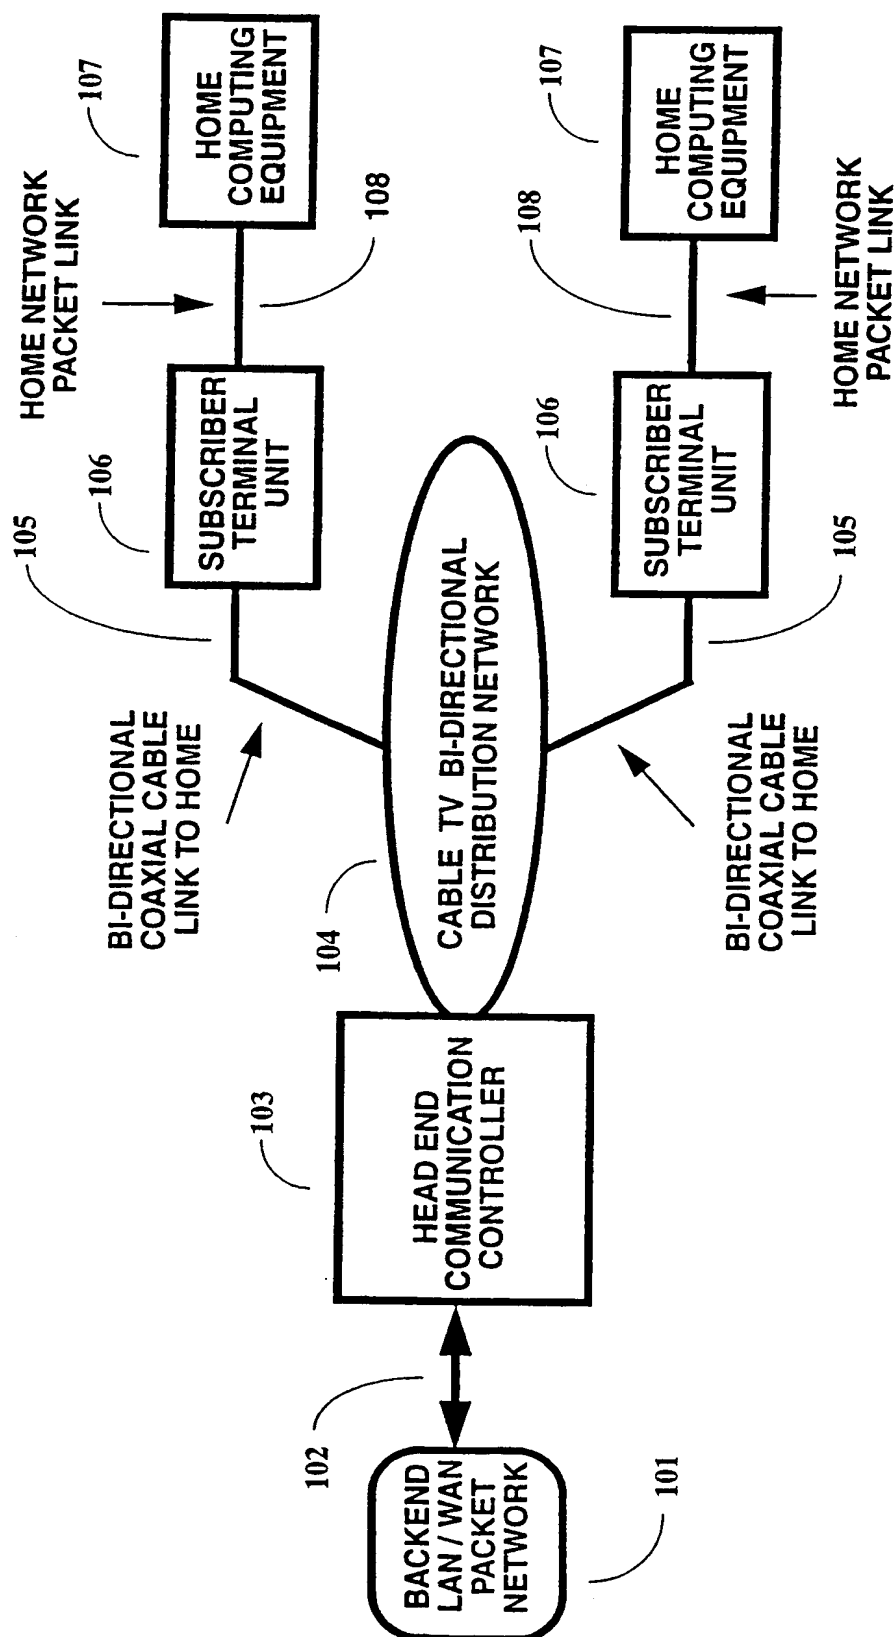 HOME NETWORK
PACKET LINK
107
HOME
COMPUTING
EQUIPMENT
108
106
SUBSCRIBER
TERMINAL
UNIT
105
BI-DIRECTIONAL
COAXIAL CABLE
LINK TO HOME
104
CABLE TV BI-DIRECTIONAL
DISTRIBUTION NETWORK
103
HEAD END
COMMUNICATION
CONTROLLER
102
BACKEND
LAN / WAN
PACKET
NETWORK
101
107
HOME
COMPUTING
EQUIPMENT
108
106
SUBSCRIBER
TERMINAL
UNIT
105
BI-DIRECTIONAL
COAXIAL CABLE
LINK TO HOME
HOME NETWORK
PACKET LINK